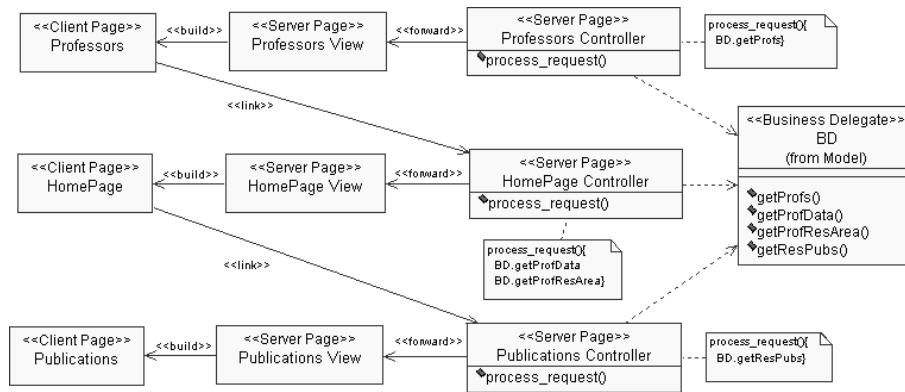 <<Client Page>>
Professors
<<build>>
<<Server Page>>
Professors View
<<forward>>
<<Server Page>>
Professors Controller
process_request()
process_request(){
BD.getProfs}
<<link>>
<<Business Delegate>>
BD
(from Model)
getProfs()
getProfData()
getProfResArea()
getResPubs()
<<Client Page>>
HomePage
<<build>>
<<Server Page>>
HomePage View
<<forward>>
<<Server Page>>
HomePage Controller
process_request()
process_request(){
BD.getProfData
BD.getProfResArea}
<<link>>
<<Client Page>>
Publications
<<build>>
<<Server Page>>
Publications View
<<forward>>
<<Server Page>>
Publications Controller
process_request()
process_request(){
BD.getResPubs}